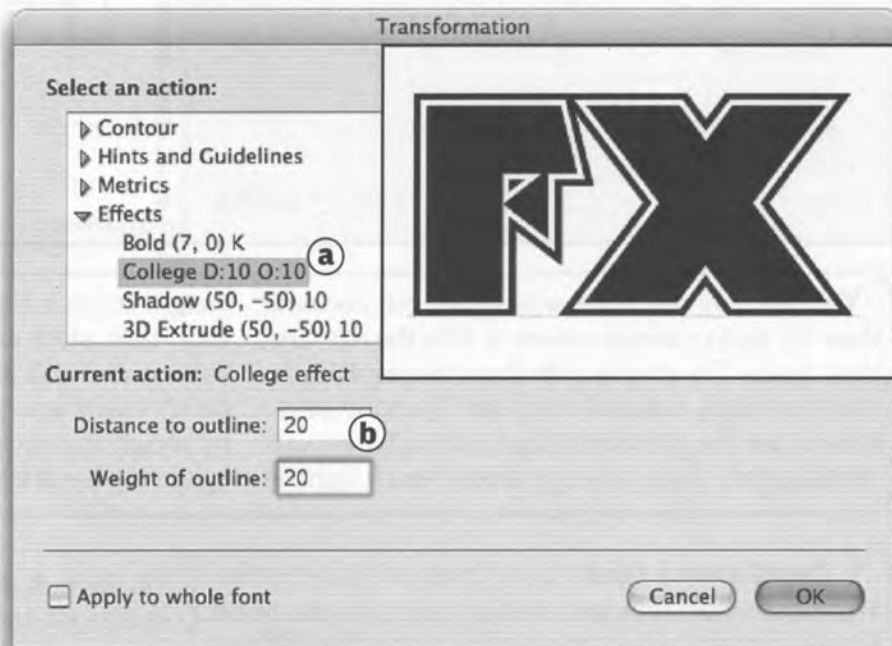 Transformation
Select an action:
Contour
Hints and Guidelines
Metrics
Effects
Bold (7, 0) K
College D:10 O:10
a
Shadow (50, −50) 10
3D Extrude (50, −50) 10
FX
Current action: College effect
Distance to outline: 20
b
Weight of outline: 20
Apply to whole font
Cancel
OK